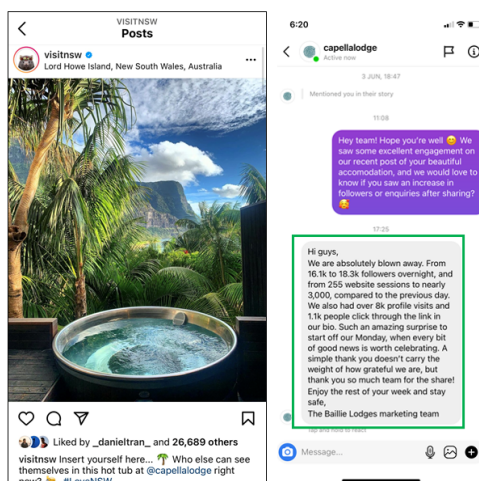 VISITNSW
Posts
visitnsw
Lord Howe Island, New South Wales, Australia
Liked by _danieltran_ and 26,689 others
visitnsw Insert yourself here... 🌴 Who else can see
themselves in this hot tub at @capellalodge right
now? #LoveNSW
6:20
capellalodge
Active now
3 JUN, 18:47
Mentioned you in their story
11:08
Hey team! Hope you're well 😊 We
saw some excellent engagement on
our recent post of your beautiful
accomodation, and we would love to
know if you saw an increase in
followers or enquiries after sharing?
🥰
17:25
Hi guys,
We are absolutely blown away. From
16.1k to 18.3k followers overnight, and
from 255 website sessions to nearly
3,000, compared to the previous day.
We also had over 8k profile visits and
1.1k people click through the link in
our bio. Such an amazing surprise to
start off our Monday, when every bit
of good news is worth celebrating. A
simple thank you doesn't carry the
weight of how grateful we are, but
thank you so much team for the share!
Enjoy the rest of your week and stay
safe,
The Baillie Lodges marketing team
Tap and hold to react
Message...